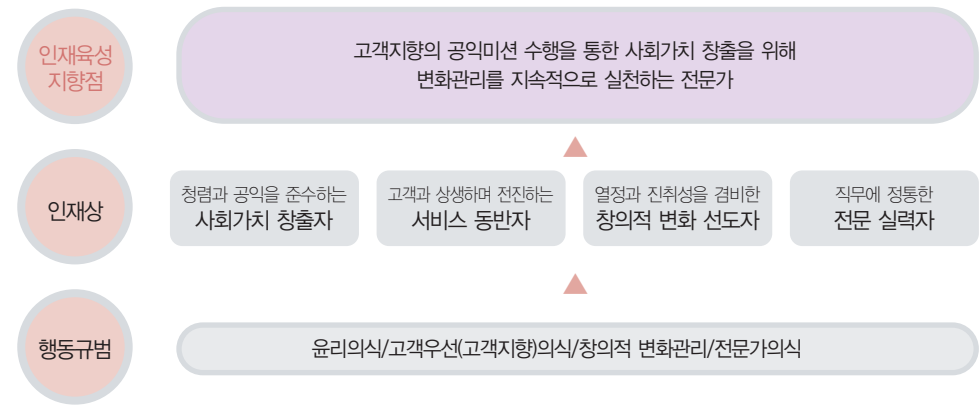 인재육성
지향점
고객지향의 공익미션 수행을 통한 사회가치 창출을 위해
변화관리를 지속적으로 실천하는 전문가
인재상
청렴과 공익을 준수하는
사회가치 창출자
고객과 상생하며 전진하는
서비스 동반자
열정과 진취성을 겸비한
창의적 변화 선도자
직무에 정통한
전문 실력자
행동규범
윤리의식/고객우선(고객지향)의식/창의적 변화관리/전문가의식